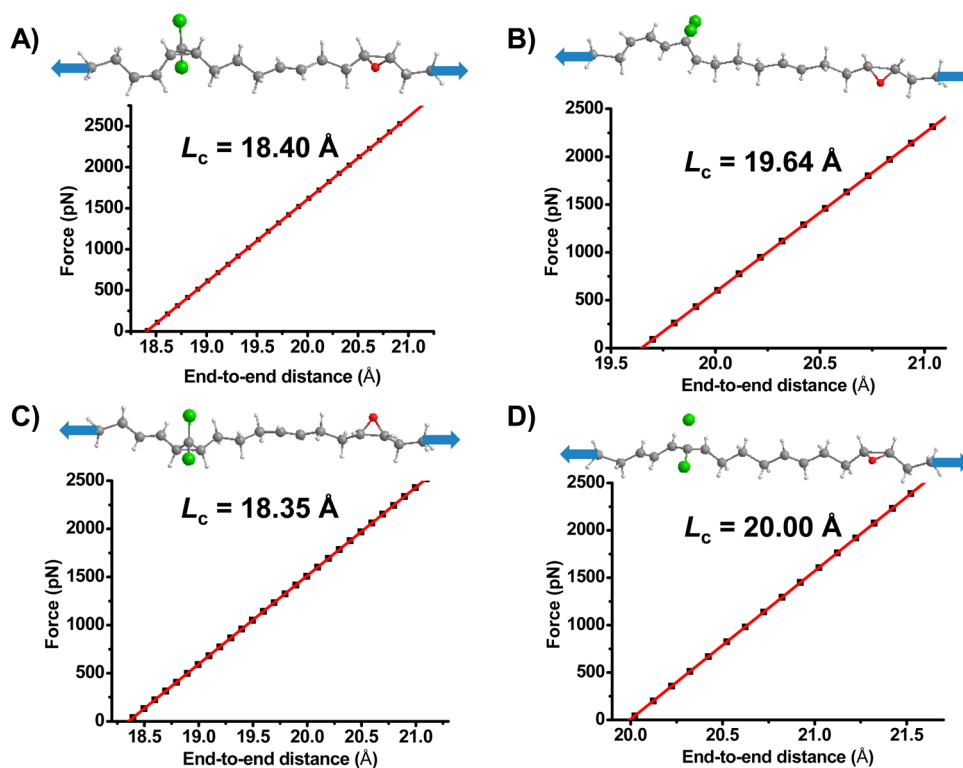 A)
Lc = 18.40 Å
Force (pN)
2500
2000
1500
1000
500
0
18.5 19.0 19.5 20.0 20.5 21.0
End-to-end distance (Å)
B)
Lc = 19.64 Å
Force (pN)
2500
2000
1500
1000
500
0
19.5 20.0 20.5 21.0
End-to-end distance (Å)
C)
Lc = 18.35 Å
Force (pN)
2500
2000
1500
1000
500
0
18.5 19.0 19.5 20.0 20.5 21.0
End-to-end distance (Å)
D)
Lc = 20.00 Å
Force (pN)
2500
2000
1500
1000
500
0
20.0 20.5 21.0 21.5
End-to-end distance (Å)